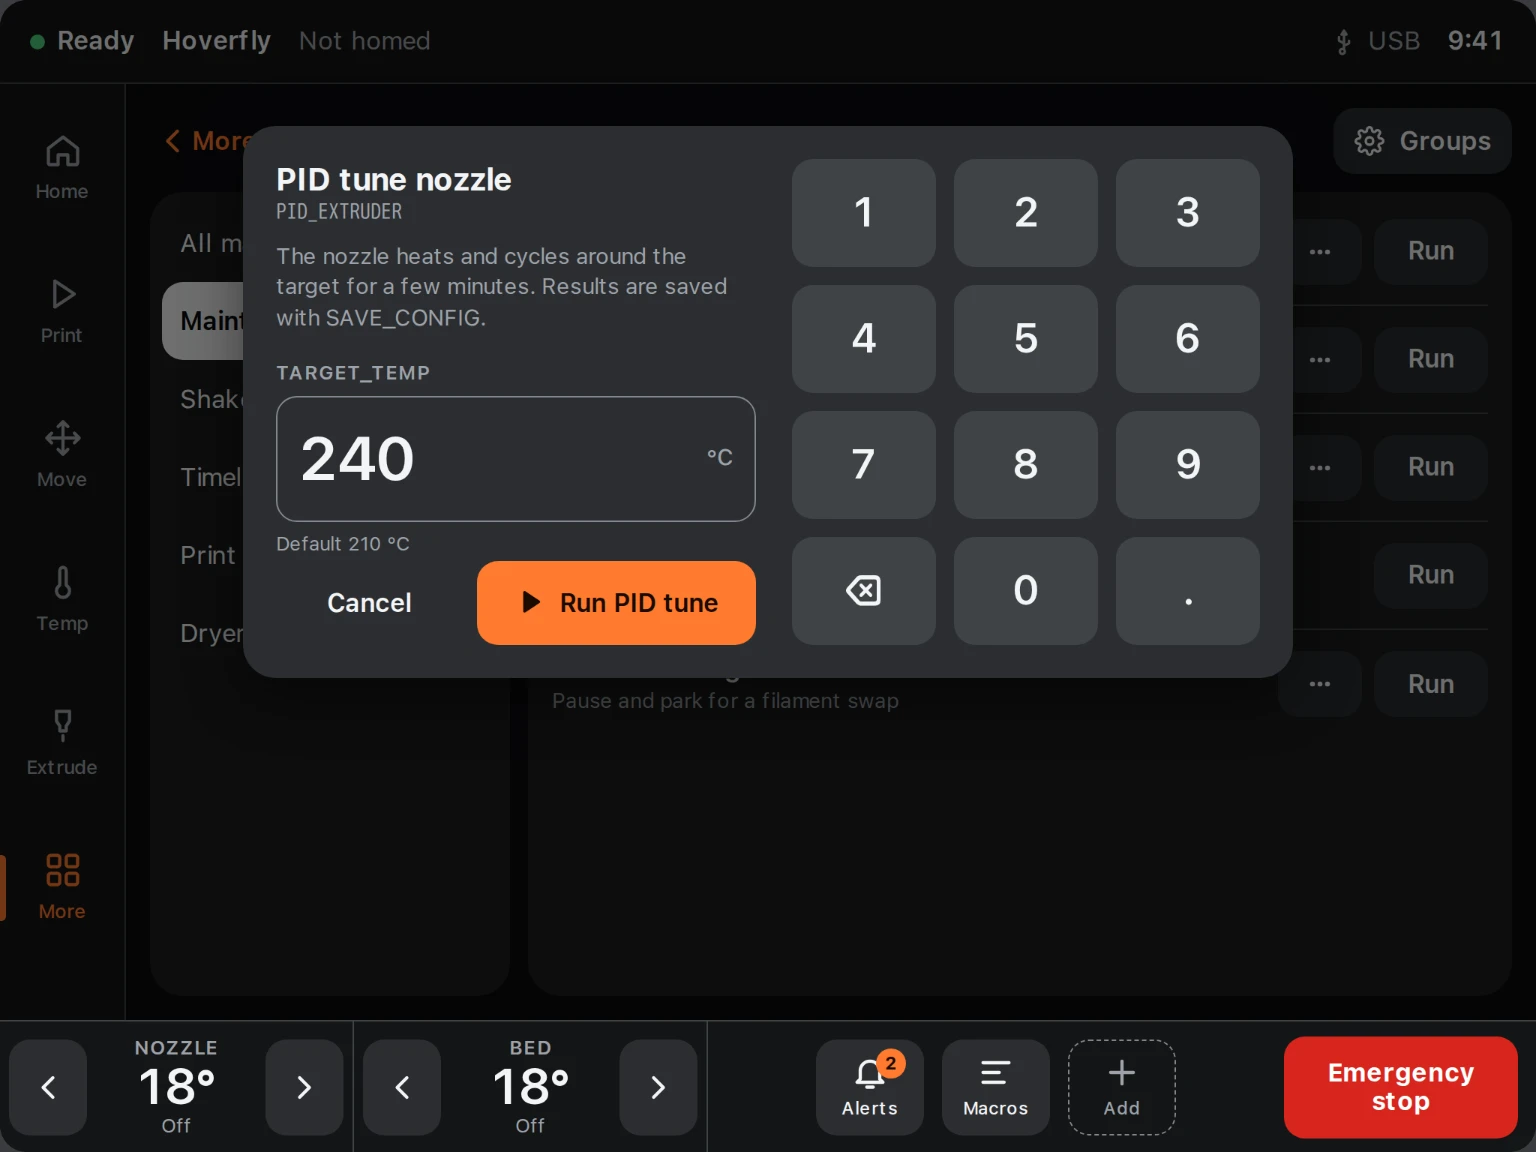 Ready Hoverfly Not homed USB 9:41
More
Groups
Home
Print
Move
Temp
Extrude
More
PID tune nozzle
PID_EXTRUDER
The nozzle heats and cycles around the
target for a few minutes. Results are saved
with SAVE_CONFIG.
TARGET_TEMP
240 °C
Default 210 °C
Cancel
Run PID tune
1 2 3
4 5 6
7 8 9
0 .
All
Print
Dryer
Run
Run
Run
Run
Pause and park for a filament swap
Run
NOZZLE
18°
Off
BED
18°
Off
2
Alerts
Macros
Add
Emergency
stop